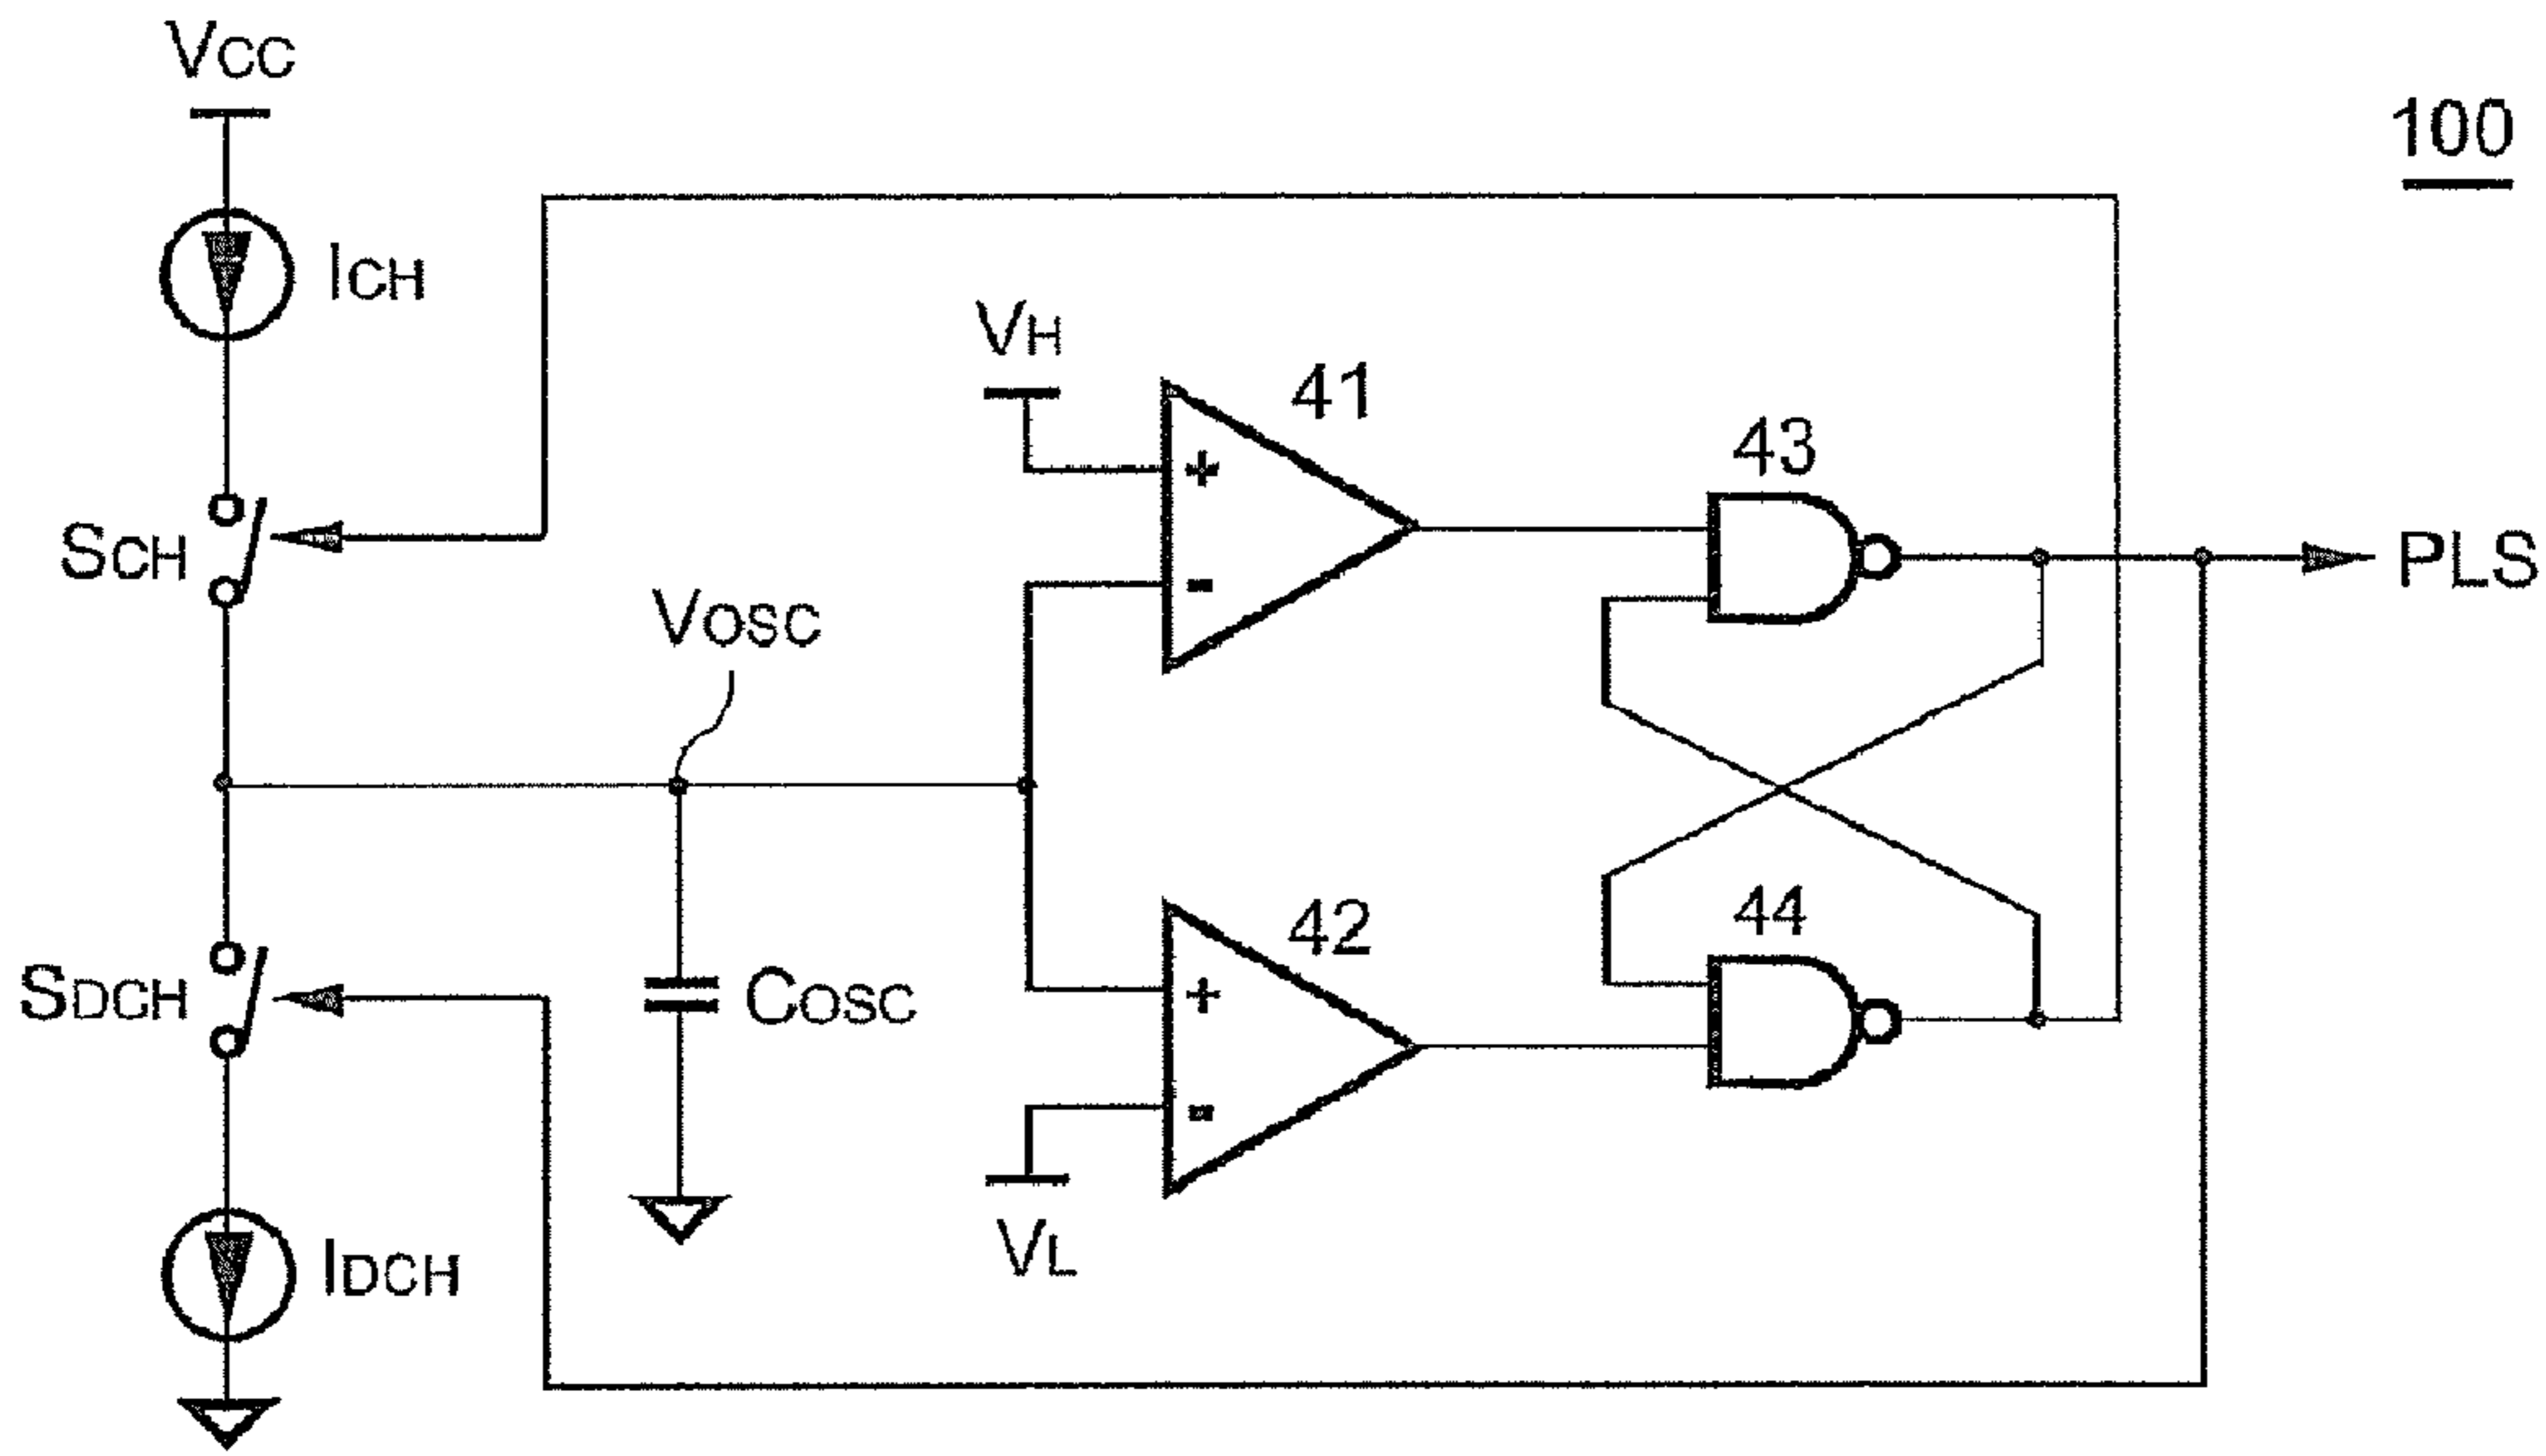 VCC
100
ICH
VH
41
43
SCH
+
-
PLS
VOSC
42
44
SDCH
COSC
+
-
VL
IDCH